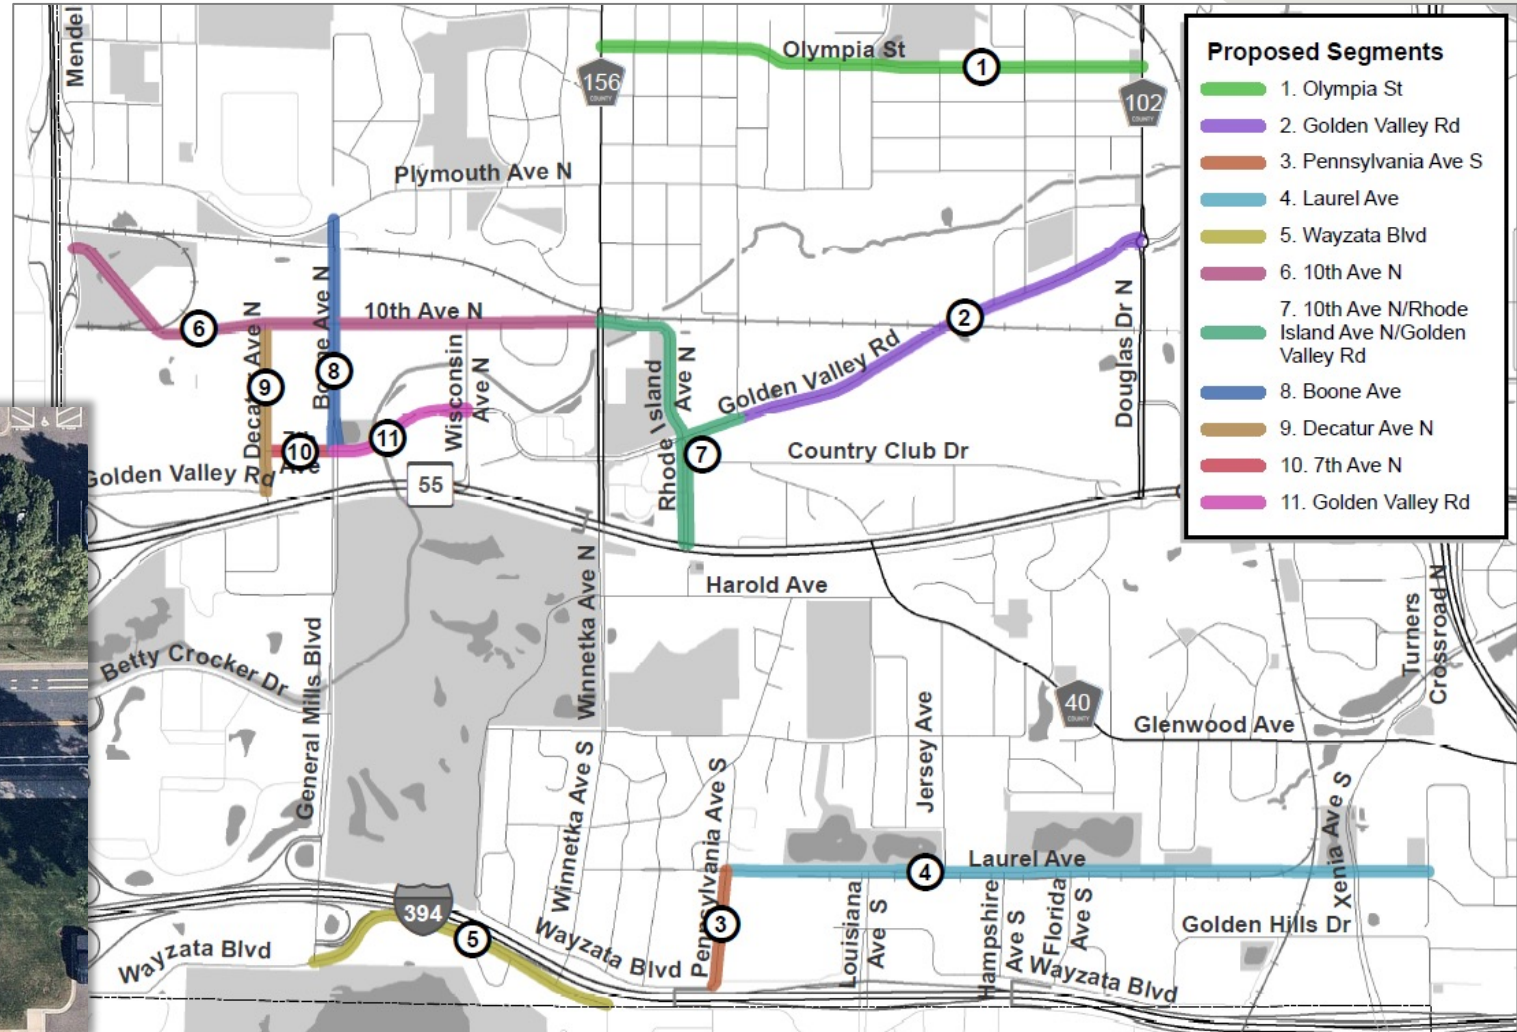 Mendel
Olympia St
1
156
COUNTY
102
COUNTY
Proposed Segments
1. Olympia St
2. Golden Valley Rd
3. Pennsylvania Ave S
4. Laurel Ave
5. Wayzata Blvd
6. 10th Ave N
7. 10th Ave N/Rhode
Island Ave N/Golden
Valley Rd
8. Boone Ave
9. Decatur Ave N
10. 7th Ave N
11. Golden Valley Rd
Plymouth Ave N
10th Ave N
6
Decatur Ave N
Boone Ave N
8
9
Wisconsin
Ave N
2
Golden Valley Rd
Rhode Island
Ave N
Douglas Dr N
10
11
7
Country Club Dr
Golden Valley Rd
Ave
55
Harold Ave
Winnetka Ave N
Betty Crocker Dr
General Mills Blvd
40
COUNTY
Glenwood Ave
Turners
Crossroad N
Jersey Ave
Winnetka Ave S
Pennsylvania Ave S
Xenia Ave S
Laurel Ave
4
3
Louisiana
Ave S
Hampshire
Ave S
Florida
Ave S
Golden Hills Dr
394
5
Wayzata Blvd
Wayzata Blvd
Wayzata Blvd